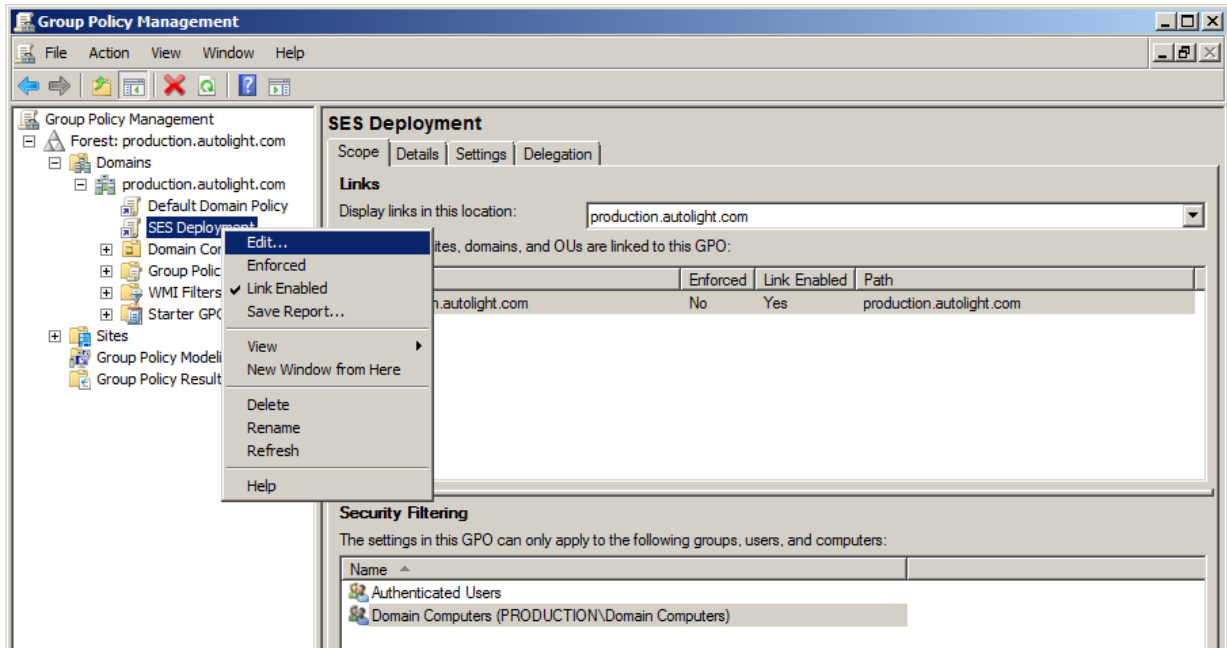 Group Policy Management
File Action View Window Help
Group Policy Management
Forest: production.autolight.com
Domains
production.autolight.com
Default Domain Policy
SES Deployment
Domain Con
Group Polic
WMI Filters
Starter GPO
Sites
Group Policy Modeli
Group Policy Result
Edit...
Enforced
Link Enabled
Save Report...
View
New Window from Here
Delete
Rename
Refresh
Help
SES Deployment
Scope Details Settings Delegation
Links
Display links in this location: production.autolight.com
ites, domains, and OUs are linked to this GPO:
Enforced Link Enabled Path
n.autolight.com No Yes production.autolight.com
Security Filtering
The settings in this GPO can only apply to the following groups, users, and computers:
Name
Authenticated Users
Domain Computers (PRODUCTION\Domain Computers)